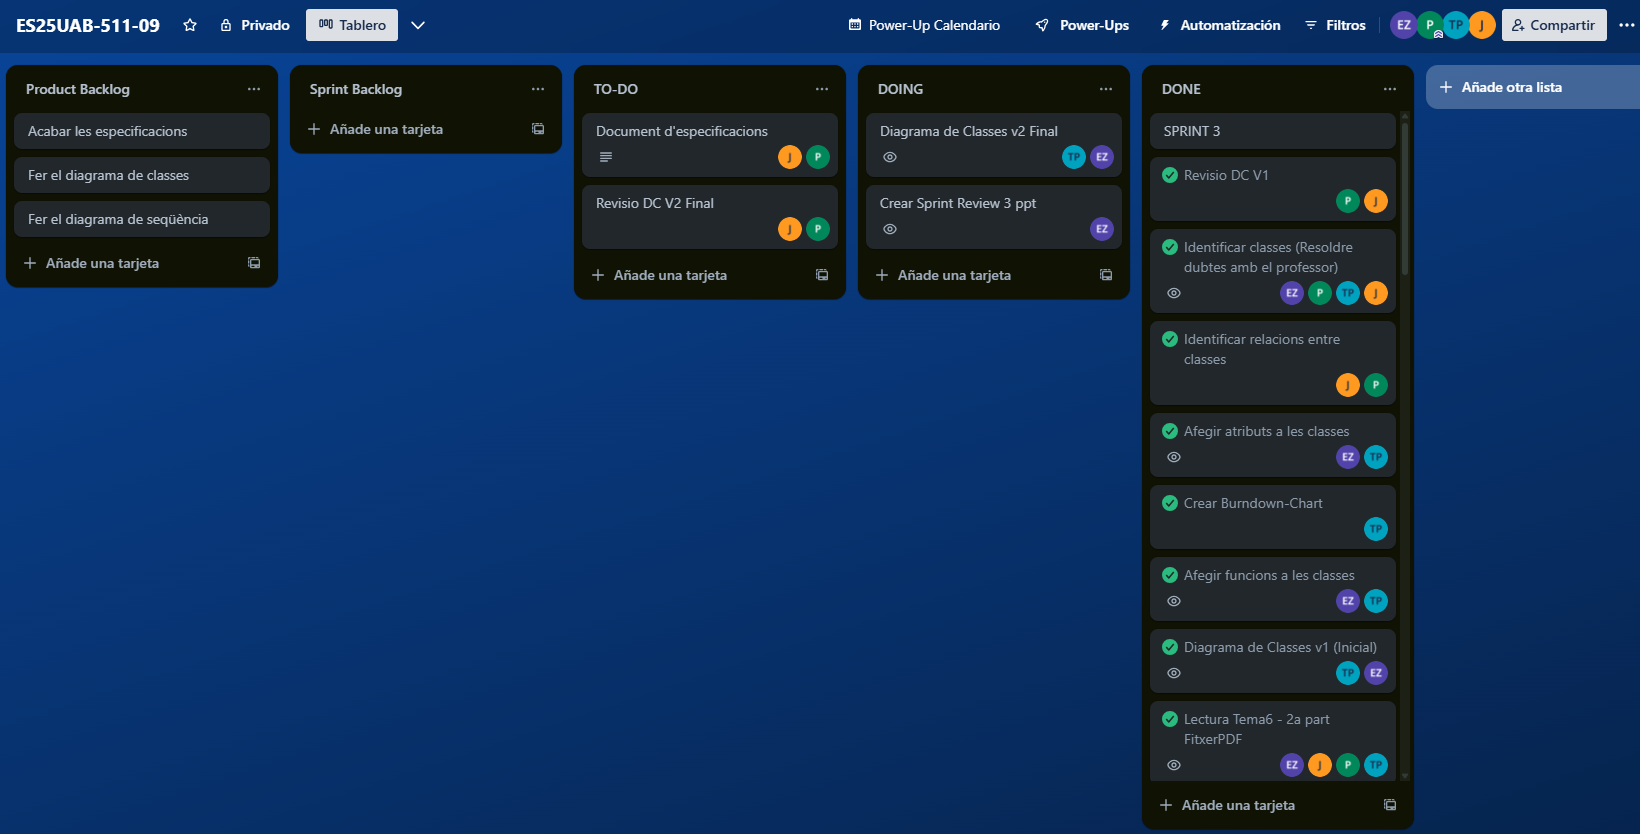 ES25UAB-511-09
Privado
Tablero
Power-Up Calendario
Power-Ups
Automatización
Filtros
EZ
P
TP
J
Compartir
Product Backlog
Acabar les especificacions
Fer el diagrama de classes
Fer el diagrama de seqüència
Añade una tarjeta
Sprint Backlog
Añade una tarjeta
TO-DO
Document d'especificacions
J
P
Revisio DC V2 Final
J
P
Añade una tarjeta
DOING
Diagrama de Classes v2 Final
TP
EZ
Crear Sprint Review 3 ppt
EZ
Añade una tarjeta
DONE
SPRINT 3
Revisio DC V1
P
J
Identificar classes (Resoldre
dubtes amb el professor)
EZ
P
TP
J
Identificar relacions entre
classes
J
P
Afegir atributs a les classes
EZ
TP
Crear Burndown-Chart
TP
Afegir funcions a les classes
EZ
TP
Diagrama de Classes v1 (Inicial)
TP
EZ
Lectura Tema6 - 2a part
FitxerPDF
EZ
J
P
TP
Añade una tarjeta
Añade otra lista